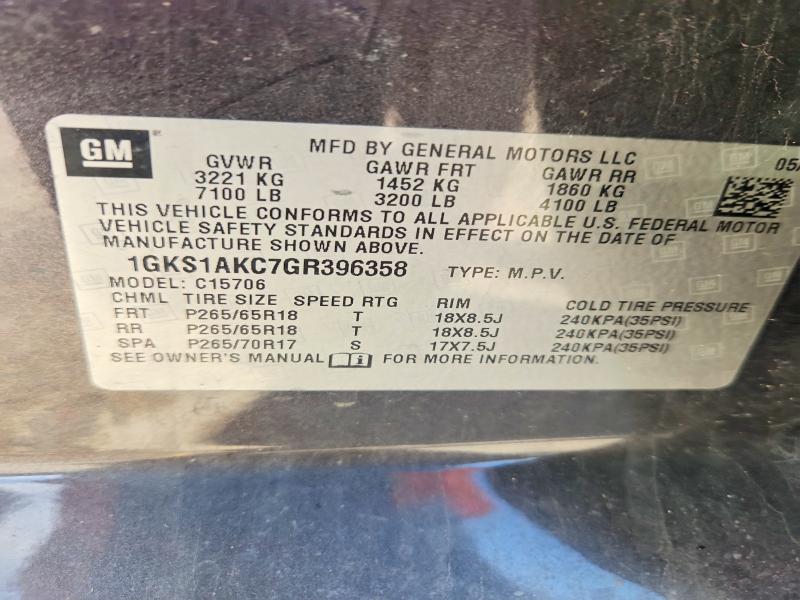 GM
MFD BY GENERAL MOTORS LLC
05/
GVWR GAWR FRT GAWR RR
3221 KG 1452 KG 1860 KG
7100 LB 3200 LB 4100 LB
THIS VEHICLE CONFORMS TO ALL APPLICABLE U.S. FEDERAL MOTOR
VEHICLE SAFETY STANDARDS IN EFFECT ON THE DATE OF
MANUFACTURE SHOWN ABOVE.
1GKS1AKC7GR396358 TYPE: M.P.V.
MODEL: C15706
CHML TIRE SIZE SPEED RTG RIM COLD TIRE PRESSURE
FRT P265/65R18 T 18X8.5J 240KPA(35PSI)
RR P265/65R18 T 18X8.5J 240KPA(35PSI)
SPA P265/70R17 S 17X7.5J 240KPA(35PSI)
SEE OWNER'S MANUAL FOR MORE INFORMATION.